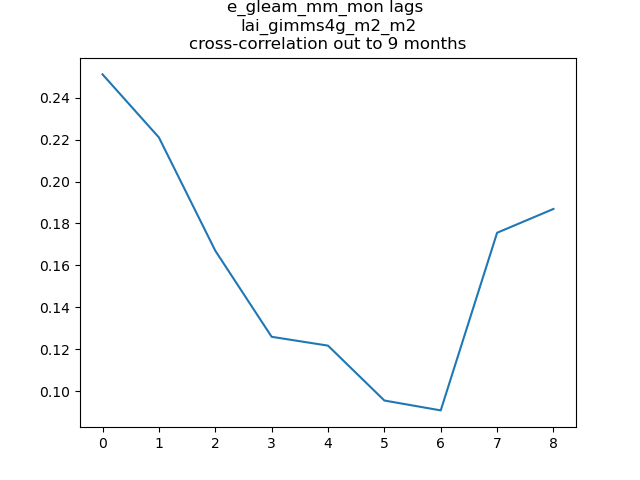 e_gleam_mm_mon lags
lai_gimms4g_m2_m2
cross-correlation out to 9 months
0.24
0.22
0.20
0.18
0.16
0.14
0.12
0.10
0 1 2 3 4 5 6 7 8